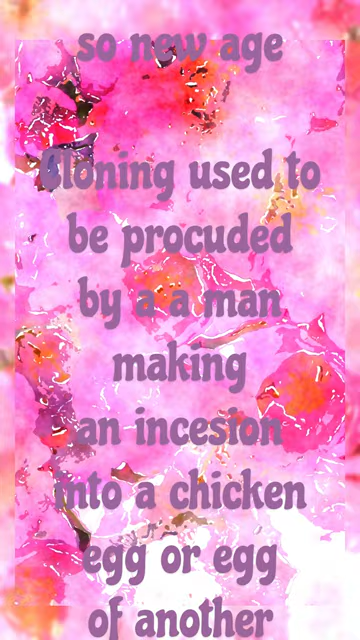 so new age
Cloning used to
be procuded
by a a man
making
an incesion
into a chicken
egg or egg
of another